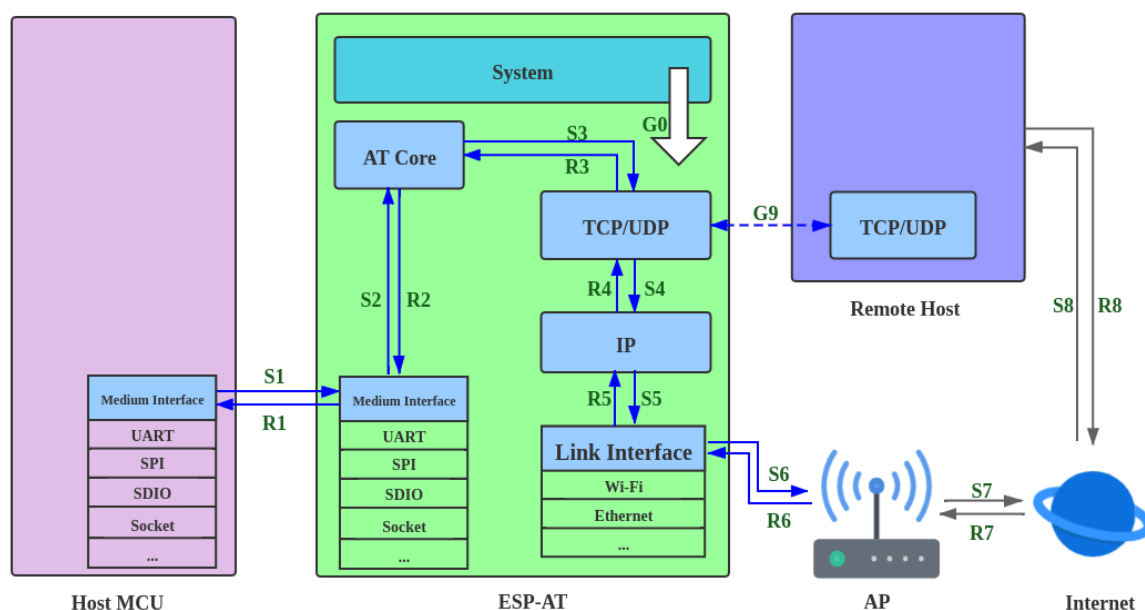 System
G0
AT Core
S3
R3
TCP/UDP
G9
TCP/UDP
S2
R2
R4
S4
Remote Host
S8
R8
IP
S1
R1
Medium Interface
UART
SPI
SDIO
Socket
...
Medium Interface
UART
SPI
SDIO
Socket
...
R5
S5
Link Interface
Wi-Fi
Ethernet
...
S6
R6
S7
R7
Host MCU
ESP-AT
AP
Internet